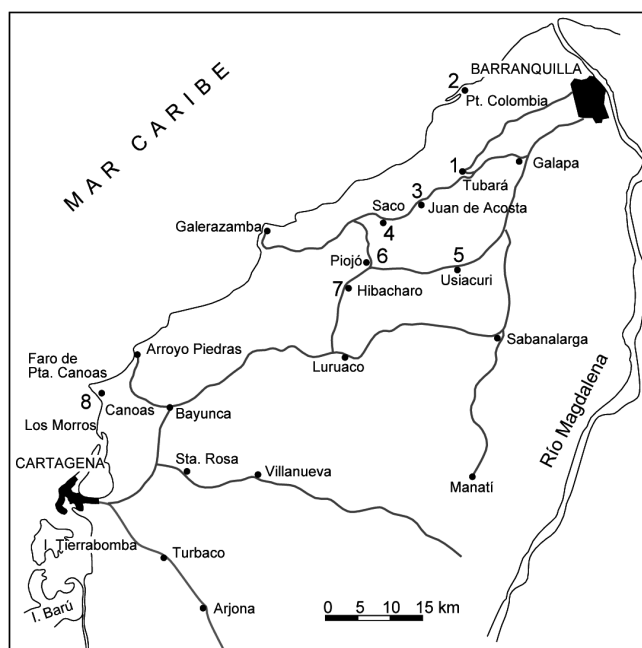 MAR CARIBE
BARRANQUILLA
2
Pt. Colombia
1
Tubará
Galapa
3
Juan de Acosta
Saco
4
Galerazamba
Piojó
6
5
Usiacuri
7
Hibacharo
Sabanalarga
Arroyo Piedras
Luruaco
Faro de
Pta. Canoas
8
Canoas
Bayunca
Los Morros
CARTAGENA
Sta. Rosa
Villanueva
Manatí
Río Magdalena
I. Tierrabomba
Turbaco
I. Barú
Arjona
0 5 10 15 km